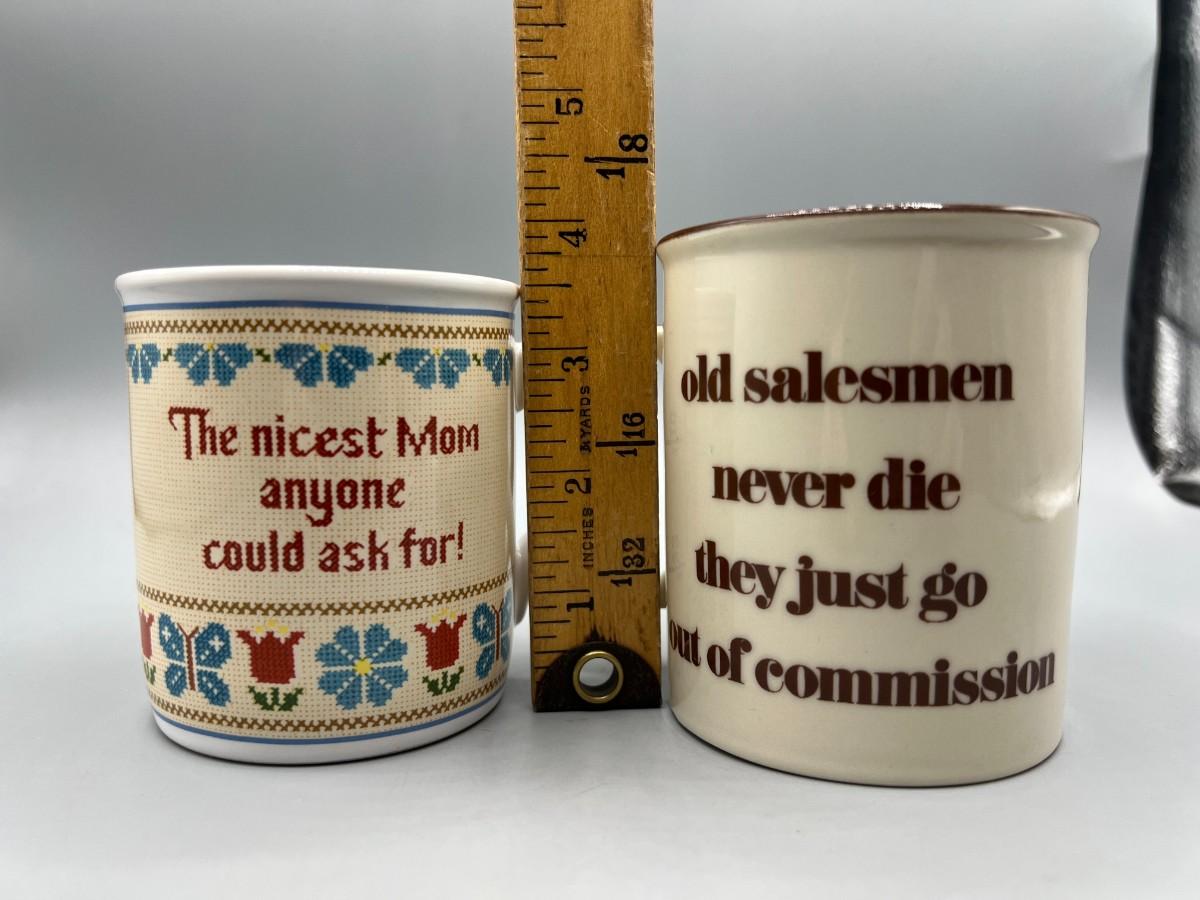 The nicest Mom
anyone
could ask for!
5
1/8
4
3
YARDS
1/16
2
INCHES
1/32
1
old salesmen
never die
they just go
out of commission